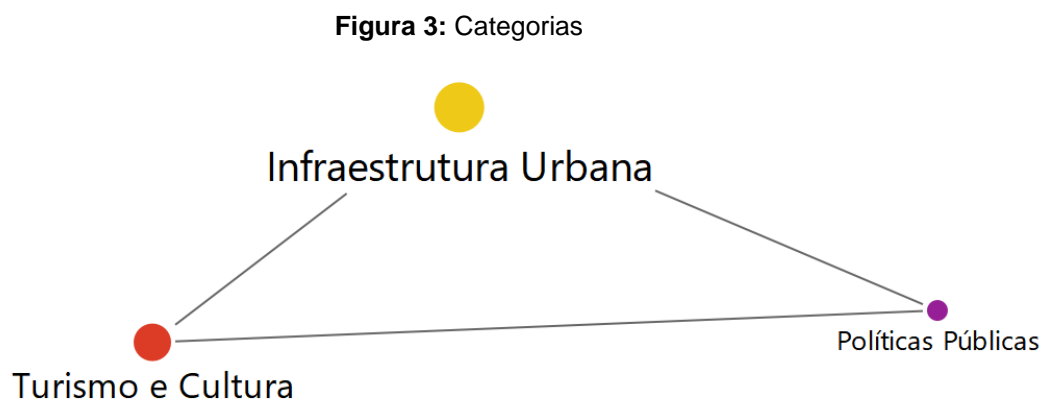 Figura 3: Categorias
Infraestrutura Urbana
Políticas Públicas
Turismo e Cultura